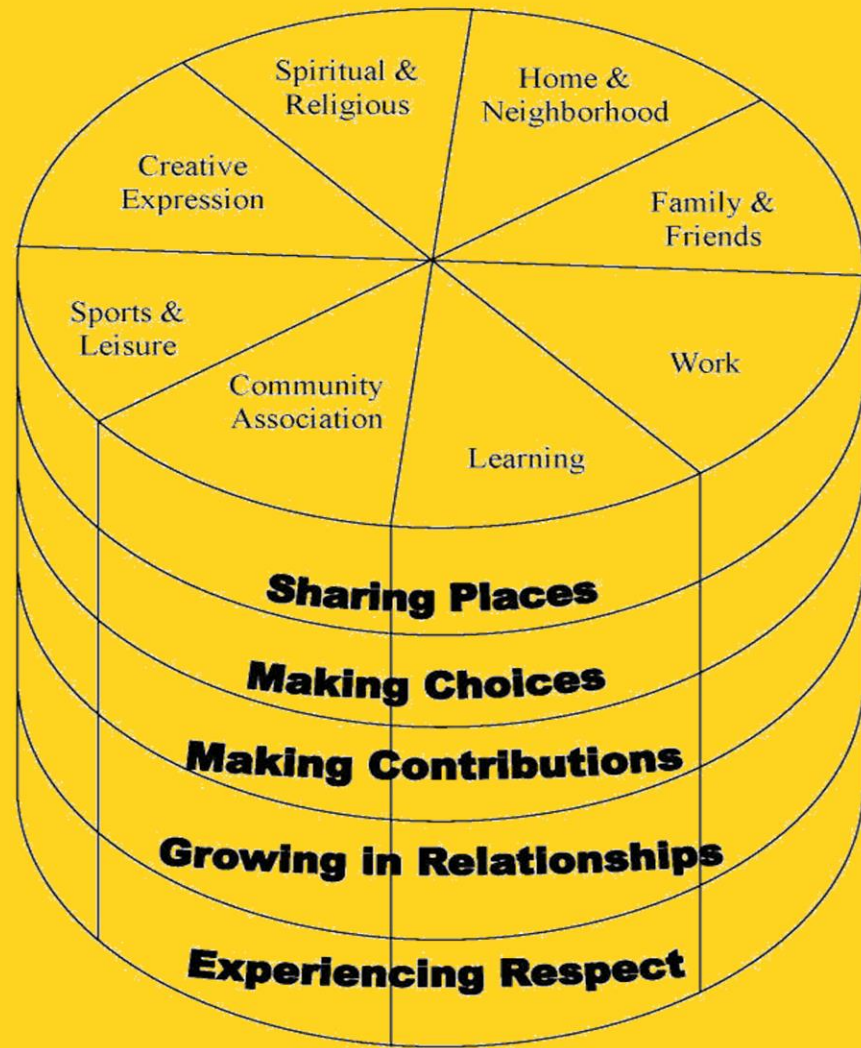 Spiritual &
Religious
Home &
Neighborhood
Creative
Expression
Family &
Friends
Sports &
Leisure
Work
Community
Association
Learning
Sharing Places
Making Choices
Making Contributions
Growing in Relationships
Experiencing Respect